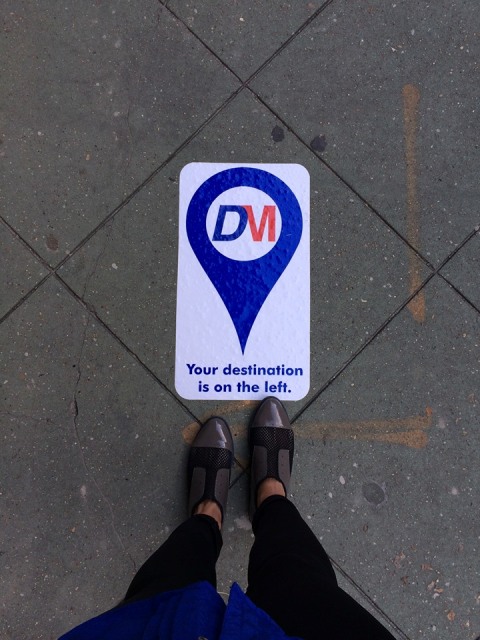 DM
Your destination
is on the left.